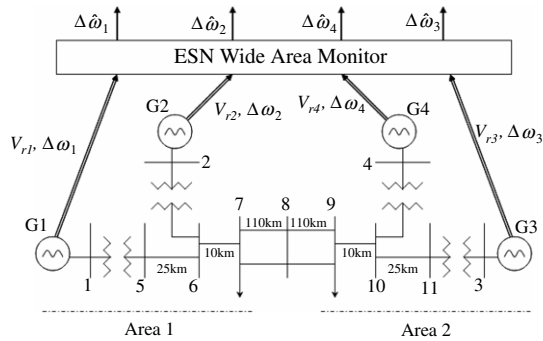 Δω̂₁ Δω̂₂ Δω̂₄ Δω̂₃
ESN Wide Area Monitor
G2 G4
Vr1, Δω1
Vr2, Δω2
Vr4, Δω4
Vr3, Δω3
2 4
G1 7 8 9 G3
110km 110km
10km 10km
25km 25km
1 5 6 10 11 3
Area 1 Area 2